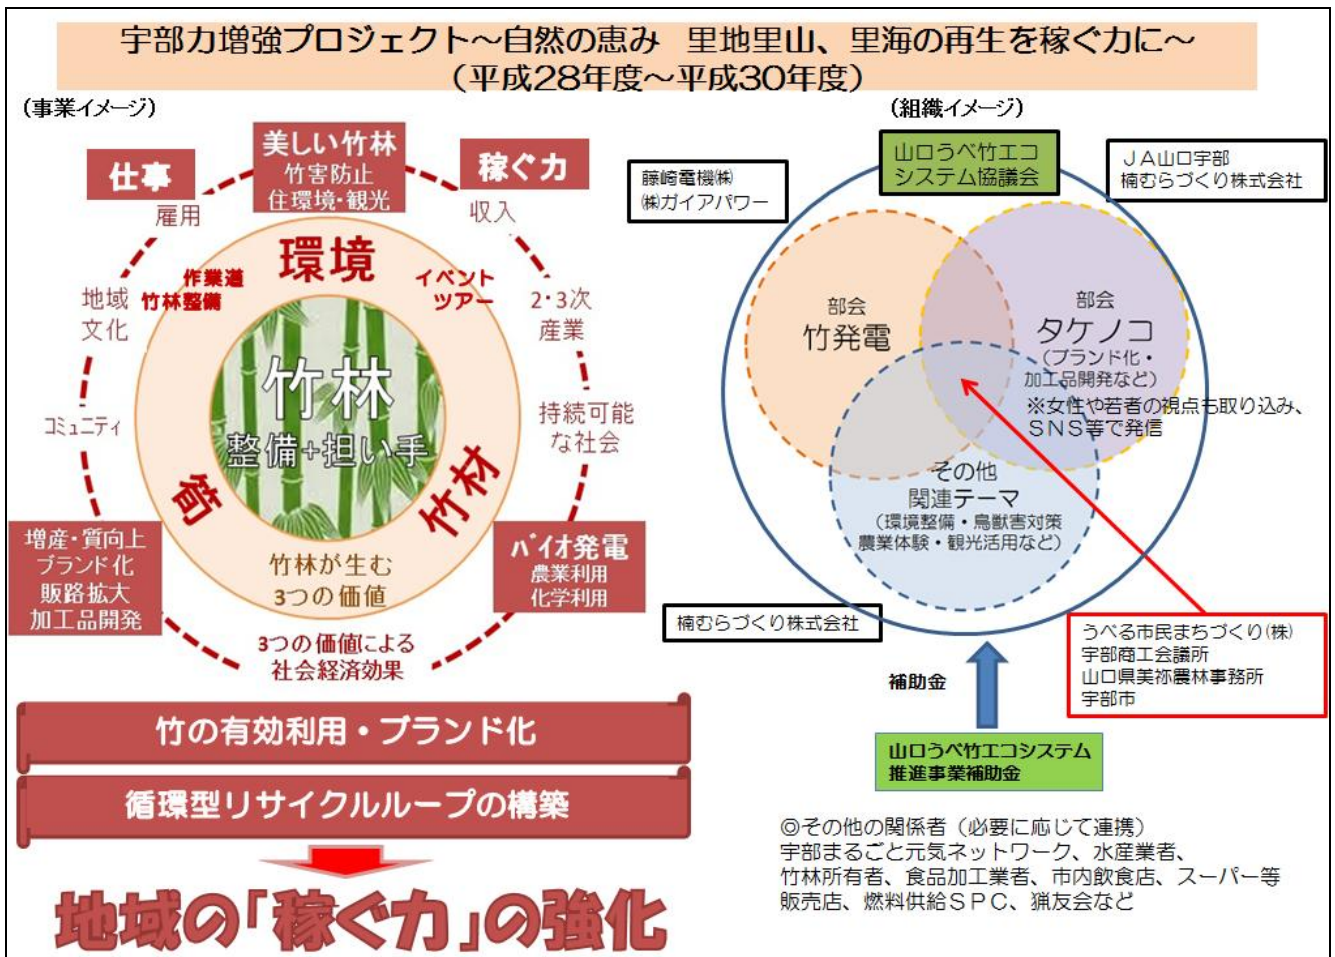 宇部力増強プロジェクト～自然の恵み 里地里山、里海の再生を稼ぐ力に～
（平成28年度～平成30年度）
（事業イメージ）
仕事
美しい竹林
竹害防止
住環境・観光
稼ぐ力
雇用
収入
環境
作業道
竹林整備
イベント
ツアー
地域
文化
2・3次
産業
竹林
整備+担い手
コミュニティ
持続可能
な社会
筍
竹材
増産・質向上
ブランド化
販路拡大
加工品開発
竹林が生む
3つの価値
バイオ発電
農業利用
化学利用
3つの価値による
社会経済効果
竹の有効利用・ブランド化
循環型リサイクルループの構築
地域の「稼ぐ力」の強化
（組織イメージ）
藤崎電機㈱
㈱ガイアパワー
山口うべ竹エコ
システム協議会
ＪＡ山口宇部
楠むらづくり株式会社
部会
竹発電
部会
タケノコ
（ブランド化・
加工品開発など）
※女性や若者の視点も取り込み、
ＳＮＳ等で発信
その他
関連テーマ
（環境整備・鳥獣害対策
農業体験・観光活用など）
楠むらづくり株式会社
うべる市民まちづくり㈱
宇部商工会議所
山口県美祢農林事務所
宇部市
補助金
山口うべ竹エコシステム
推進事業補助金
◎その他の関係者（必要に応じて連携）
宇部まるごと元気ネットワーク、水産業者、
竹林所有者、食品加工業者、市内飲食店、スーパー等
販売店、燃料供給ＳＰＣ、猟友会など